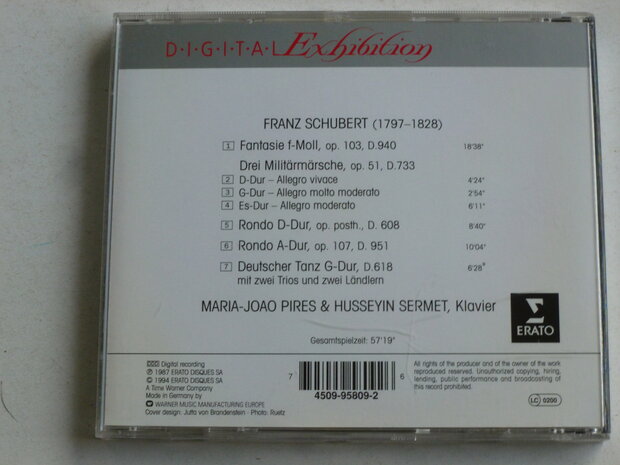 D·I·G·I·T·A·L Exhibition
FRANZ SCHUBERT (1797–1828)
1 Fantasie f-Moll, op. 103, D.940 18'38"
Drei Militärmärsche, op. 51, D.733
2 D-Dur – Allegro vivace 4'24"
3 G-Dur – Allegro molto moderato 2'54"
4 Es-Dur – Allegro moderato 6'11"
5 Rondo D-Dur, op. posth., D. 608 8'40"
6 Rondo A-Dur, op. 107, D. 951 10'04"
7 Deutscher Tanz G-Dur, D.618 6'28"
mit zwei Trios und zwei Ländlern
MARIA-JOAO PIRES & HUSSEYIN SERMET, Klavier
ERATO
Gesamtspielzeit: 57'19"
DDD Digital recording
℗ 1987 ERATO DISQUES SA
© 1994 ERATO DISQUES SA
A Time Warner Company
Made in Germany by
WARNER MUSIC MANUFACTURING EUROPE
Cover design: Jutta von Brandenstein · Photo: Ruetz
7 6
4509-95809-2
All rights of the producer and of the owner of the work
reproduced reserved. Unauthorized copying, hiring,
lending, public performance and broadcasting of
this record prohibited.
LC 0200